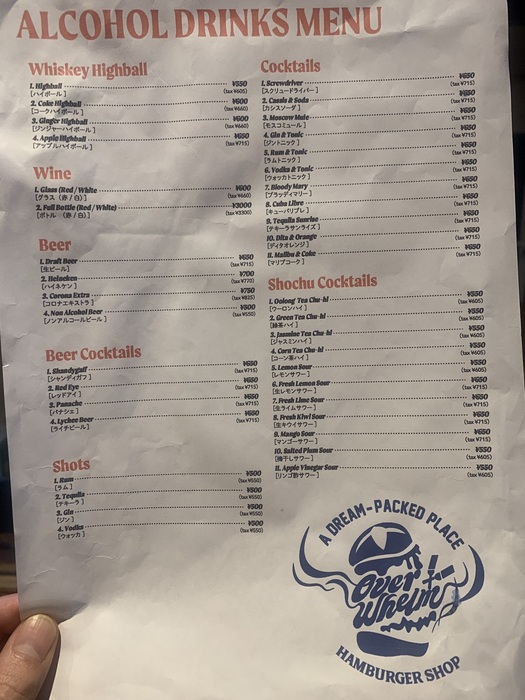 ALCOHOL DRINKS MENU
Whiskey Highball
1. Highball ¥550
[ハイボール] (tax ¥605)
2. Coke Highball ¥600
[コークハイボール] (tax ¥660)
3. Ginger Highball ¥600
[ジンジャーハイボール] (tax ¥660)
4. Apple Highball ¥650
[アップルハイボール] (tax ¥715)
Wine
1. Glass (Red / White ¥600
[グラス (赤 / 白)] (tax ¥660)
2. Full Bottle (Red / White) ¥3000
[ボトル (赤 / 白)] (tax ¥3300)
Beer
1. Draft Beer ¥650
[生ビール] (tax ¥715)
2. Heineken ¥700
[ハイネケン] (tax ¥770)
3. Corona Extra ¥750
[コロナエキストラ] (tax ¥825)
4. Non Alcohol Beer ¥500
[ノンアルコールビール] (tax ¥550)
Beer Cocktails
1. Shandygaff ¥650
[シャンディガフ] (tax ¥715)
2. Red Eye ¥650
[レッドアイ] (tax ¥715)
3. Panache ¥650
[パナシェ] (tax ¥715)
4. Lychee Beer ¥650
[ライチビール] (tax ¥715)
Shots
1. Rum ¥500
[ラム] (tax ¥550)
2. Tequila ¥500
[テキーラ] (tax ¥550)
3. Gin ¥500
[ジン] (tax ¥550)
4. Vodka ¥500
[ウォッカ] (tax ¥550)
Cocktails
1. Screwdriver ¥650
[スクリュードライバー] (tax ¥715)
2. Cassis & Soda ¥650
[カシスソーダ] (tax ¥715)
3. Moscow Mule ¥650
[モスコミュール] (tax ¥715)
4. Gin & Tonic ¥650
[ジントニック] (tax ¥715)
5. Rum & Tonic ¥650
[ラムトニック] (tax ¥715)
6. Vodka & Tonic ¥650
[ウォッカトニック] (tax ¥715)
7. Bloody Mary ¥650
[ブラッディマリー] (tax ¥715)
8. Cuba Libre ¥650
[キューバリブレ] (tax ¥715)
9. Tequila Sunrise ¥650
[テキーラサンライズ] (tax ¥715)
10. Dita & Orange ¥650
[ディタオレンジ] (tax ¥715)
11. Malibu & Coke ¥650
[マリブコーク] (tax ¥715)
Shochu Cocktails
1. Oolong Tea Chu-hi ¥550
[ウーロンハイ] (tax ¥605)
2. Green Tea Chu-hi ¥550
[緑茶ハイ] (tax ¥605)
3. Jasmine Tea Chu-hi ¥550
[ジャスミンハイ] (tax ¥605)
4. Corn Tea Chu-hi ¥550
[コーン茶ハイ] (tax ¥605)
5. Lemon Sour ¥550
[レモンサワー] (tax ¥605)
6. Fresh Lemon Sour ¥650
[生レモンサワー] (tax ¥715)
7. Fresh Lime Sour ¥650
[生ライムサワー] (tax ¥715)
8. Fresh Kiwi Sour ¥650
[生キウイサワー] (tax ¥715)
9. Mango Sour ¥650
[マンゴーサワー] (tax ¥715)
10. Salted Plum Sour ¥550
[梅干しサワー] (tax ¥605)
11. Apple Vinegar Sour ¥550
[リンゴ酢サワー] (tax ¥605)
A DREAM-PACKED PLACE
Over
Whelm
HAMBURGER SHOP